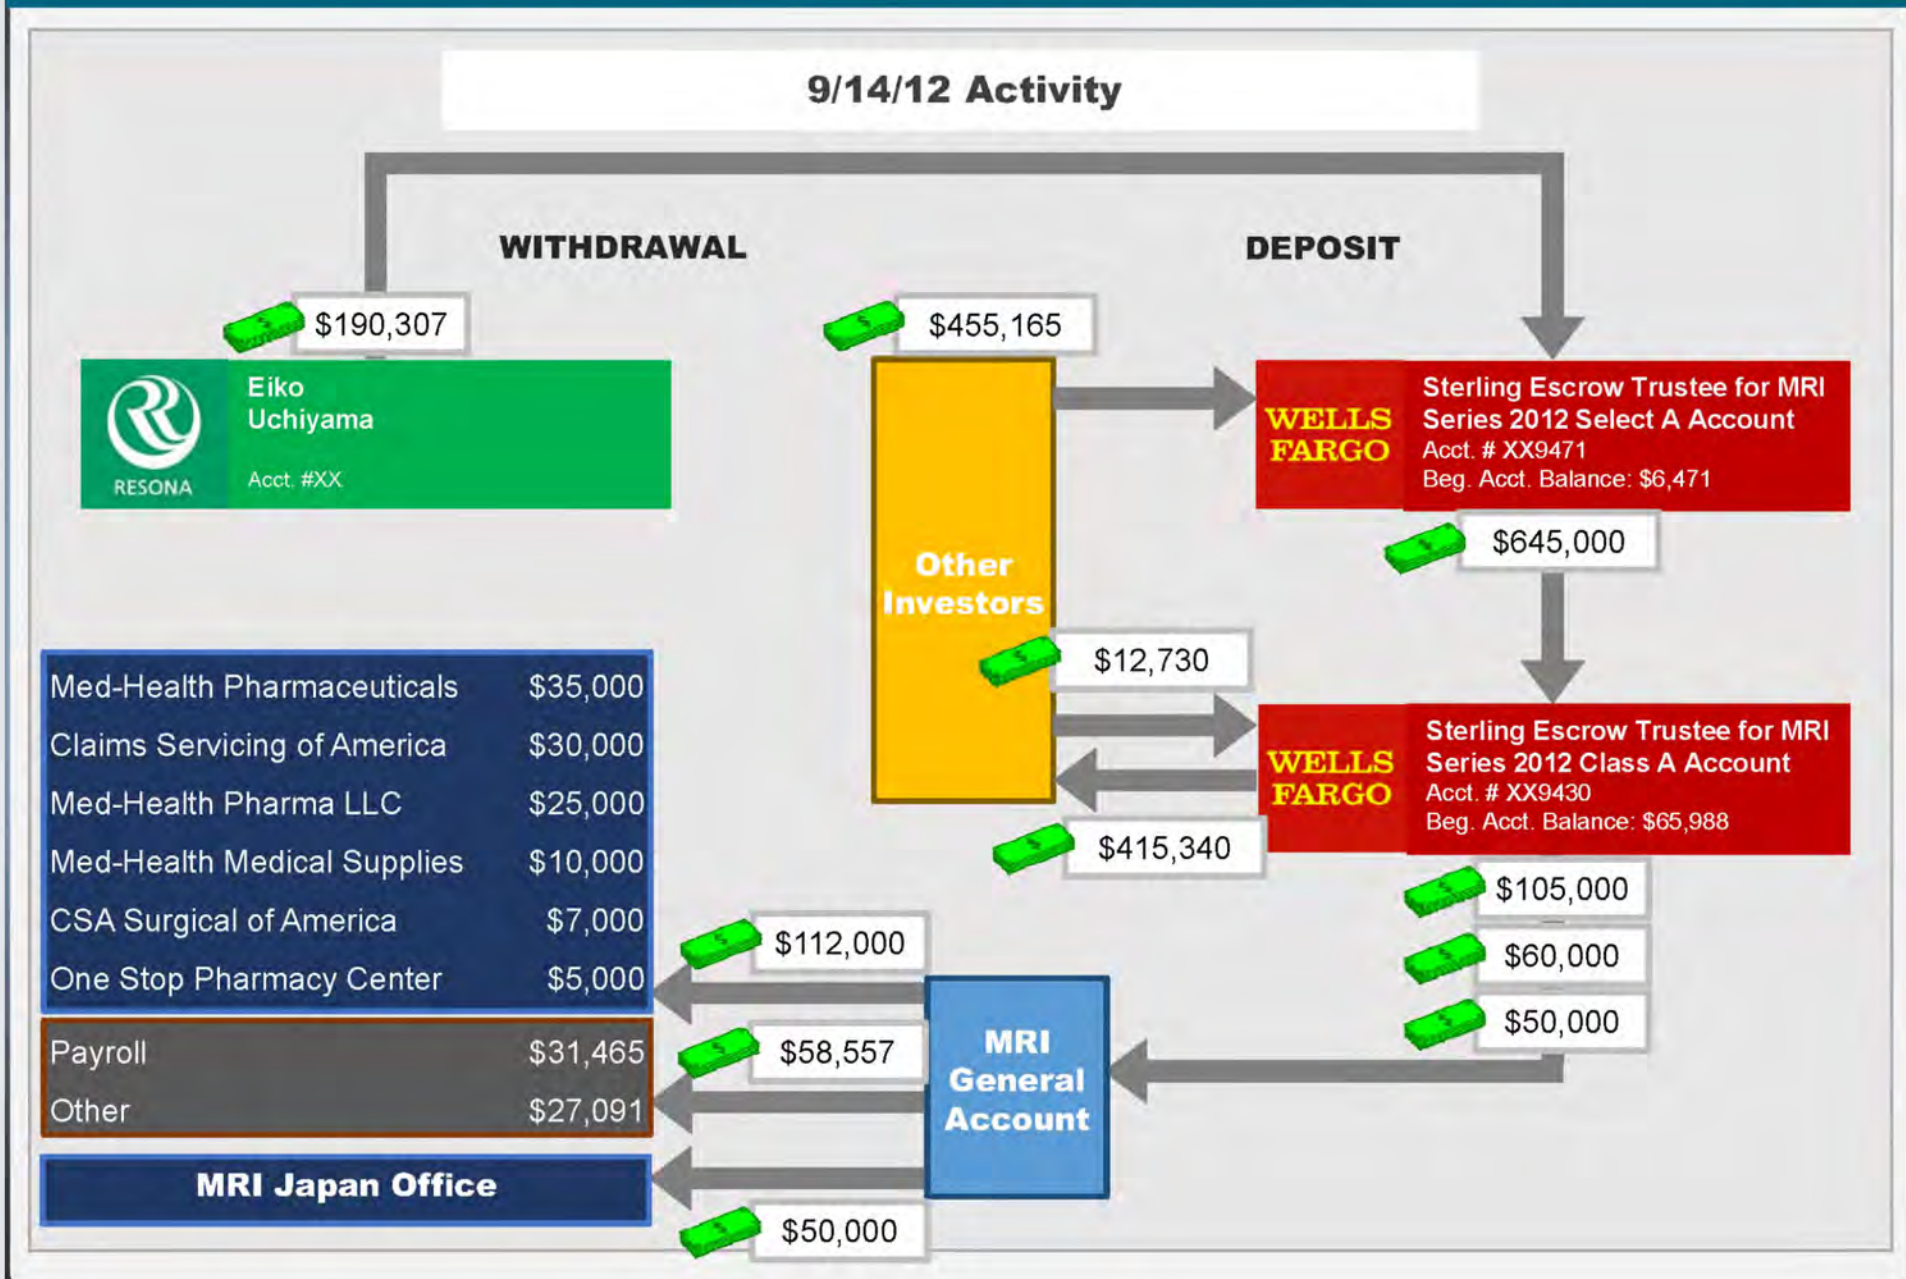 9/14/12 Activity
WITHDRAWAL
DEPOSIT
$190,307
$455,165
RESONA
Eiko
Uchiyama
Acct. #XX
WELLS
FARGO
Sterling Escrow Trustee for MRI
Series 2012 Select A Account
Acct. # XX9471
Beg. Acct. Balance: $6,471
$645,000
Other
Investors
$12,730
WELLS
FARGO
Sterling Escrow Trustee for MRI
Series 2012 Class A Account
Acct. # XX9430
Beg. Acct. Balance: $65,988
$415,340
$105,000
$60,000
$50,000
Med-Health Pharmaceuticals $35,000
Claims Servicing of America $30,000
Med-Health Pharma LLC $25,000
Med-Health Medical Supplies $10,000
CSA Surgical of America $7,000
One Stop Pharmacy Center $5,000
$112,000
Payroll $31,465
Other $27,091
$58,557
MRI
General
Account
MRI Japan Office
$50,000